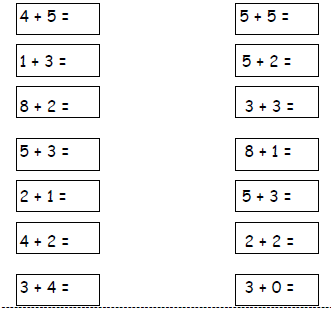 4 + 5 =
5 + 5 =
1 + 3 =
5 + 2 =
8 + 2 =
3 + 3 =
5 + 3 =
8 + 1 =
2 + 1 =
5 + 3 =
4 + 2 =
2 + 2 =
3 + 4 =
3 + 0 =